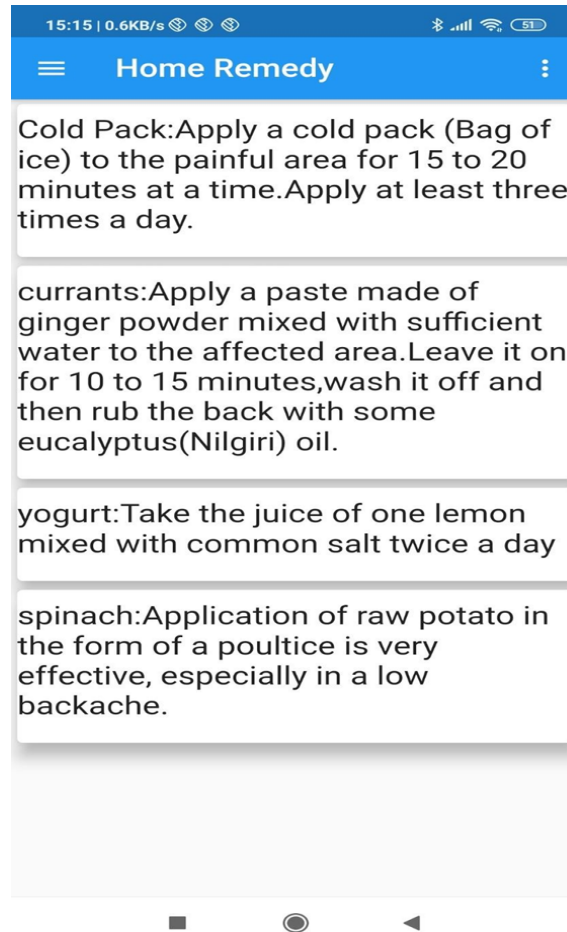 15:15 | 0.6KB/s
51
Home Remedy
Cold Pack:Apply a cold pack (Bag of
ice) to the painful area for 15 to 20
minutes at a time.Apply at least three
times a day.
currants:Apply a paste made of
ginger powder mixed with sufficient
water to the affected area.Leave it on
for 10 to 15 minutes,wash it off and
then rub the back with some
eucalyptus(Nilgiri) oil.
yogurt:Take the juice of one lemon
mixed with common salt twice a day
spinach:Application of raw potato in
the form of a poultice is very
effective, especially in a low
backache.